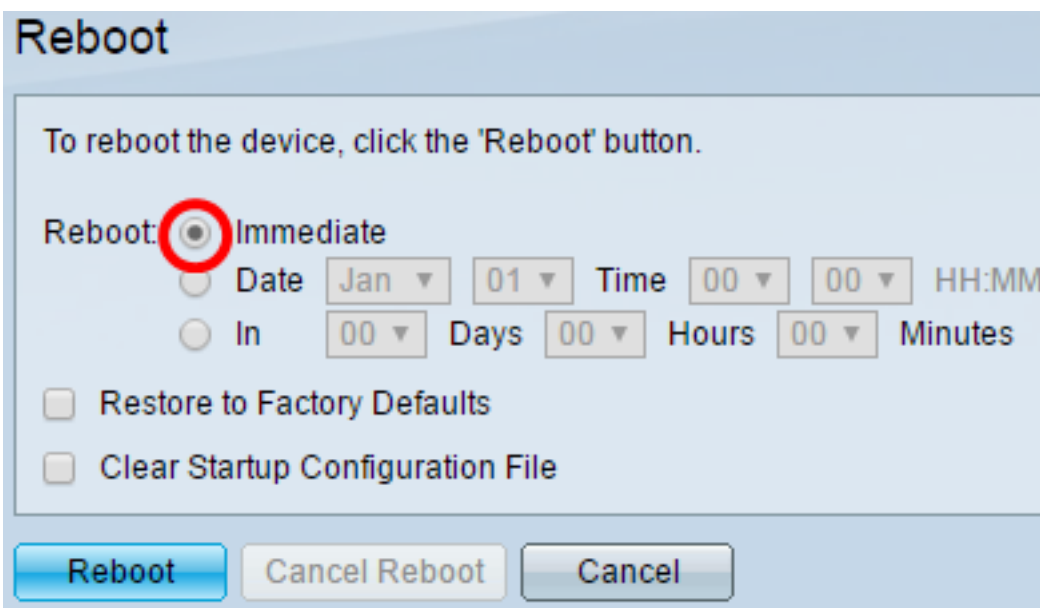 Reboot
To reboot the device, click the 'Reboot' button.
Reboot: Immediate
Date Jan 01 Time 00 00 HH:MM
In 00 Days 00 Hours 00 Minutes
Restore to Factory Defaults
Clear Startup Configuration File
Reboot Cancel Reboot Cancel